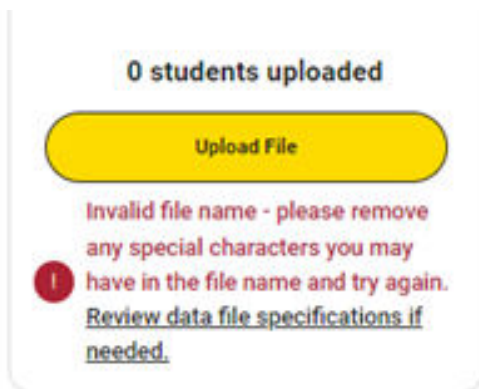 0 students uploaded
Upload File
Invalid file name - please remove
any special characters you may
have in the file name and try again.
Review data file specifications if
needed.